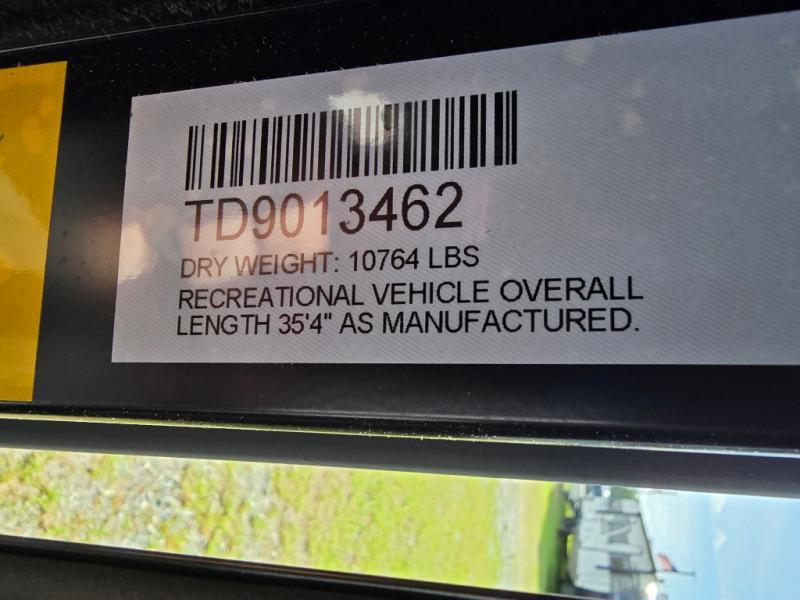 TD9013462
DRY WEIGHT: 10764 LBS
RECREATIONAL VEHICLE OVERALL
LENGTH 35'4" AS MANUFACTURED.